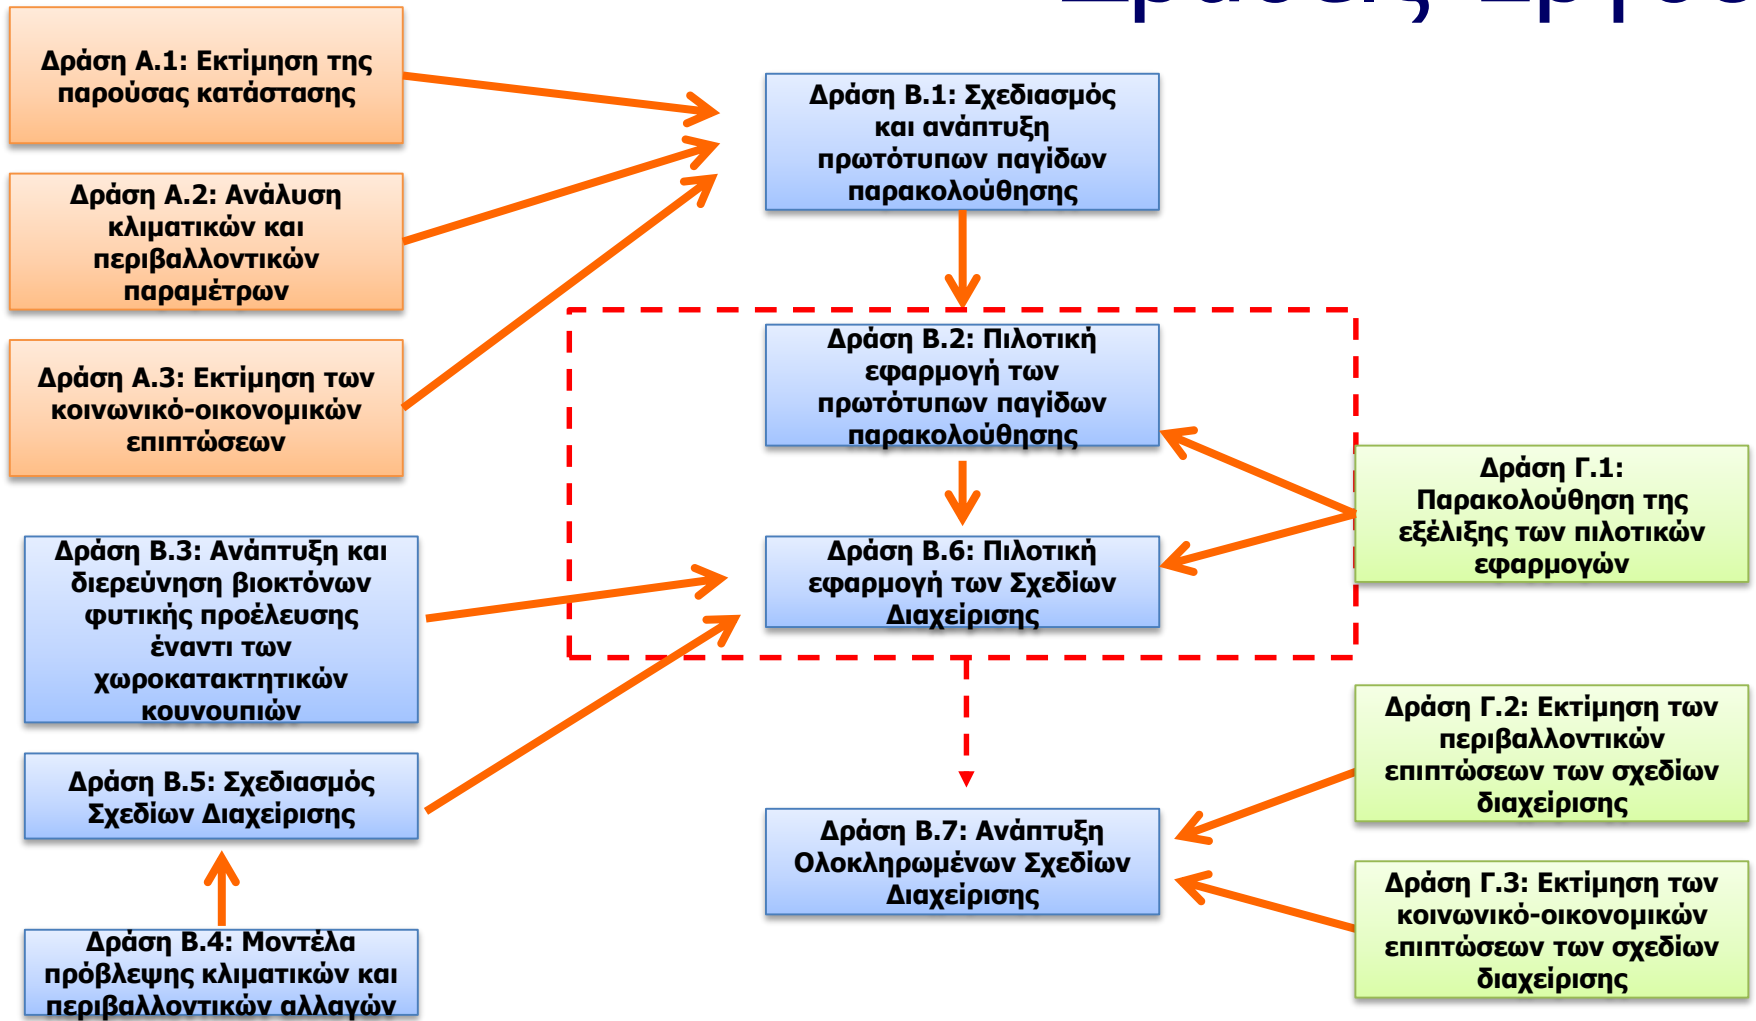 Δράση Α.1: Εκτίμηση της
παρούσας κατάστασης
Δράση Α.2: Ανάλυση
κλιματικών και
περιβαλλοντικών
παραμέτρων
Δράση Α.3: Εκτίμηση των
κοινωνικό-οικονομικών
επιπτώσεων
Δράση Β.1: Σχεδιασμός
και ανάπτυξη
πρωτότυπων παγίδων
παρακολούθησης
Δράση Β.2: Πιλοτική
εφαρμογή των
πρωτότυπων παγίδων
παρακολούθησης
Δράση Β.3: Ανάπτυξη και
διερεύνηση βιοκτόνων
φυτικής προέλευσης
έναντι των
χωροκατακτητικών
κουνουπιών
Δράση Β.5: Σχεδιασμός
Σχεδίων Διαχείρισης
Δράση Β.4: Μοντέλα
πρόβλεψης κλιματικών και
περιβαλλοντικών αλλαγών
Δράση Β.6: Πιλοτική
εφαρμογή των Σχεδίων
Διαχείρισης
Δράση Β.7: Ανάπτυξη
Ολοκληρωμένων Σχεδίων
Διαχείρισης
Δράση Γ.1:
Παρακολούθηση της
εξέλιξης των πιλοτικών
εφαρμογών
Δράση Γ.2: Εκτίμηση των
περιβαλλοντικών
επιπτώσεων των σχεδίων
διαχείρισης
Δράση Γ.3: Εκτίμηση των
κοινωνικό-οικονομικών
επιπτώσεων των σχεδίων
διαχείρισης